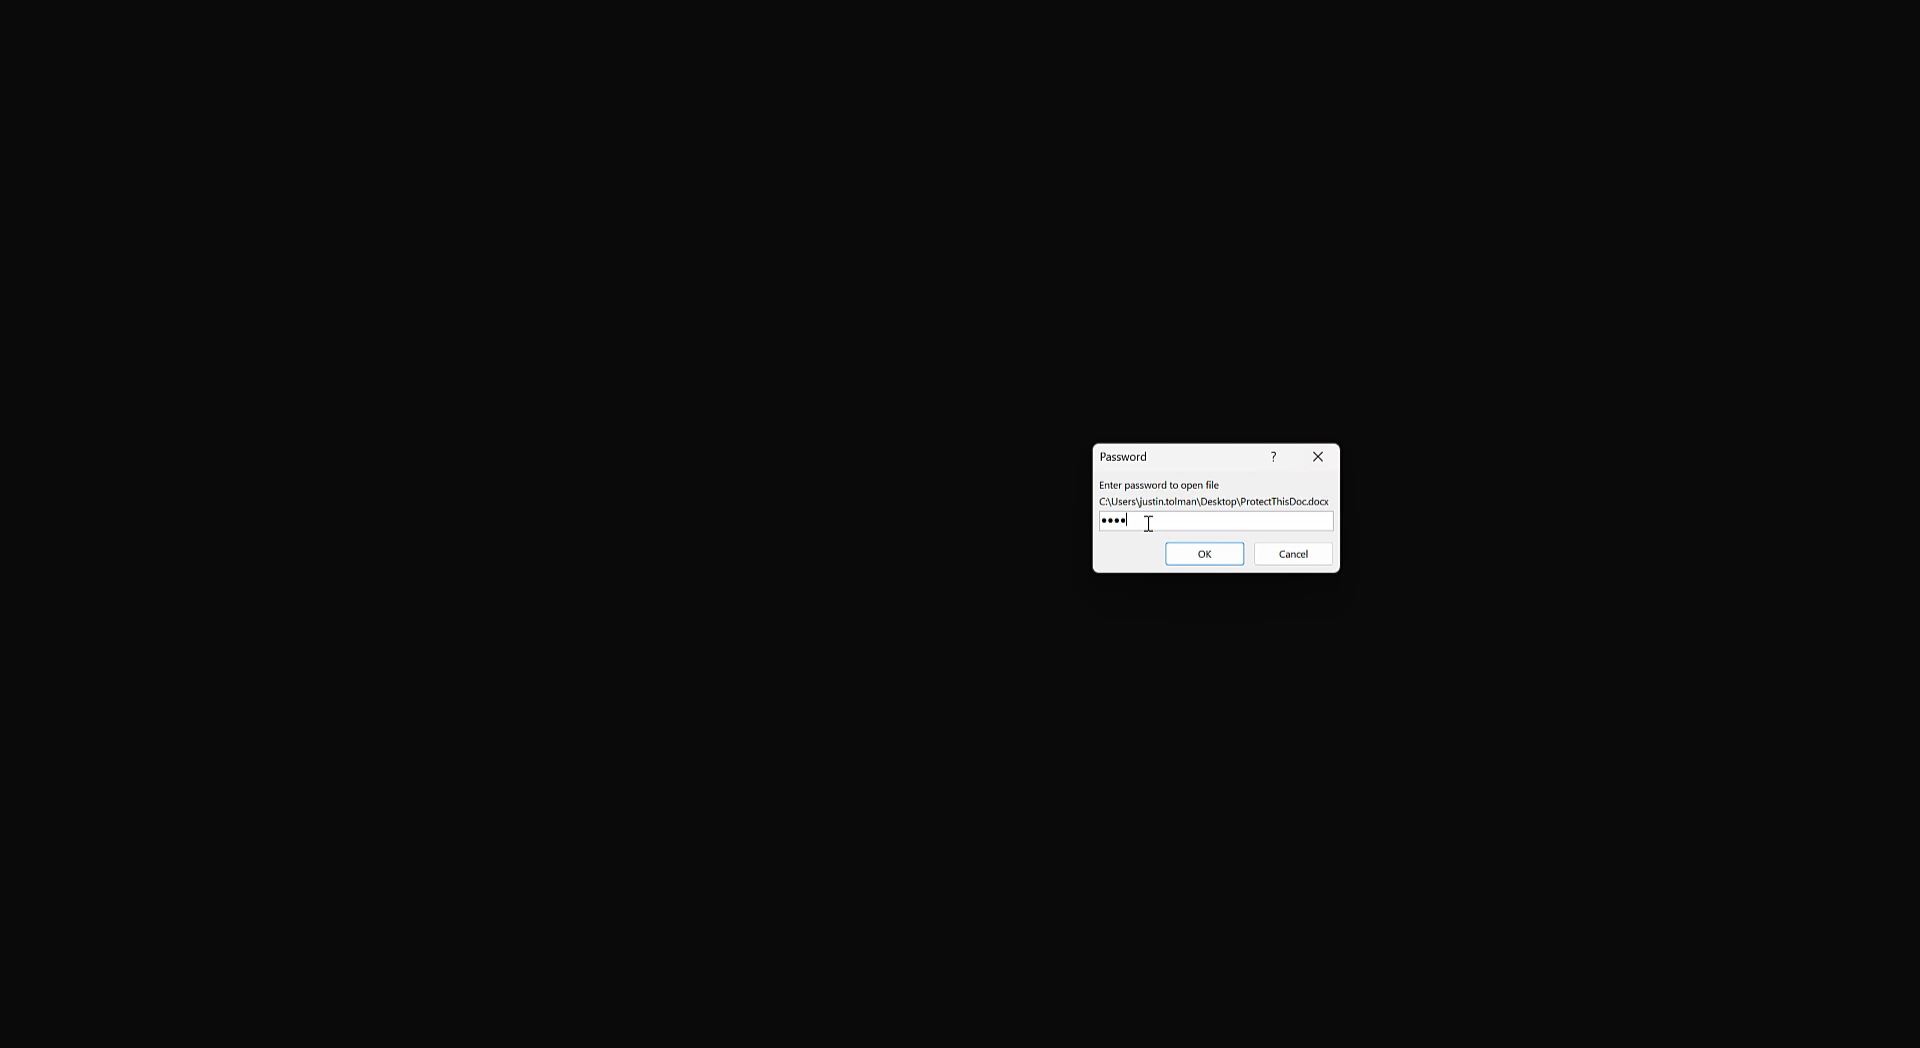 Password
?
Enter password to open file
C:\Users\justin.tolman\Desktop\ProtectThisDoc.docx
••••
OK
Cancel